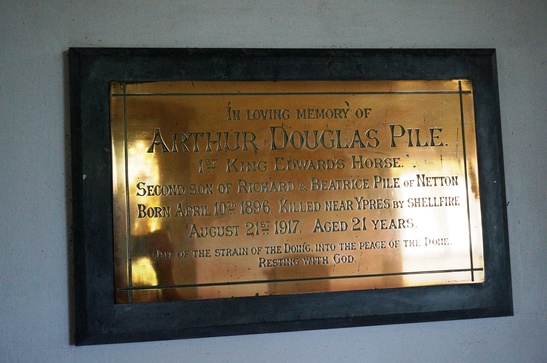 IN LOVING MEMORY OF
ARTHUR DOUGLAS PILE.
1ST KING EDWARD'S HORSE.
SECOND SON OF RICHARD & BEATRICE PILE OF NETTON
BORN APRIL 10TH 1896. KILLED NEAR YPRES BY SHELLFIRE
AUGUST 21ST 1917. AGED 21 YEARS.
OUT OF THE STRAIN OF THE DOING, INTO THE PEACE OF THE DONE.
RESTING WITH GOD.